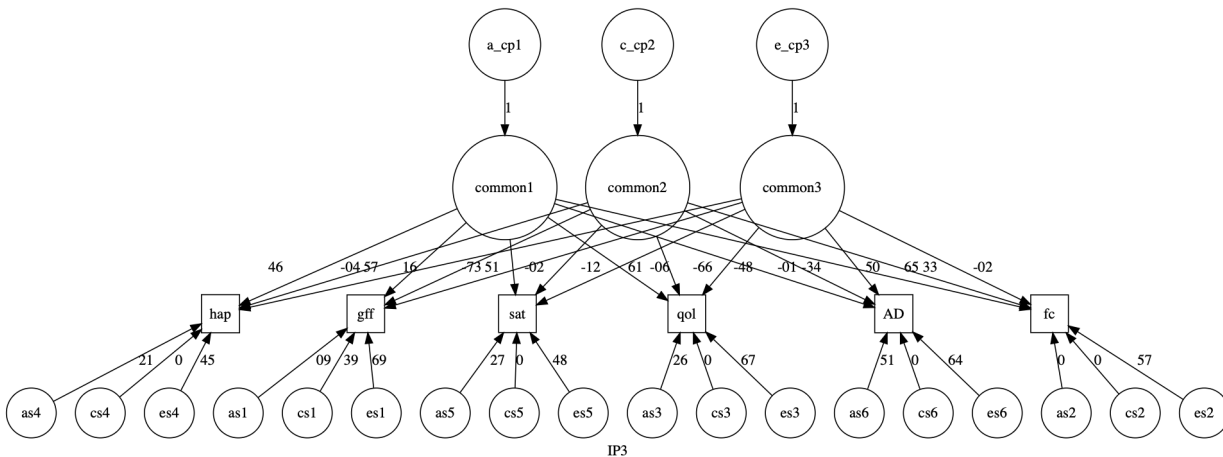 a_cp1 c_cp2 e_cp3
1 1 1
common1 common2 common3
46 -04 57 16 -73 51 -02 -12 61 -06 -66 -48 -01 -34 50 65 33 -02
hap gff sat qol AD fc
21 0 45 09 39 69 27 0 48 26 0 67 51 0 64 0 0 57
as4 cs4 es4 as1 cs1 es1 as5 cs5 es5 as3 cs3 es3 as6 cs6 es6 as2 cs2 es2
IP3